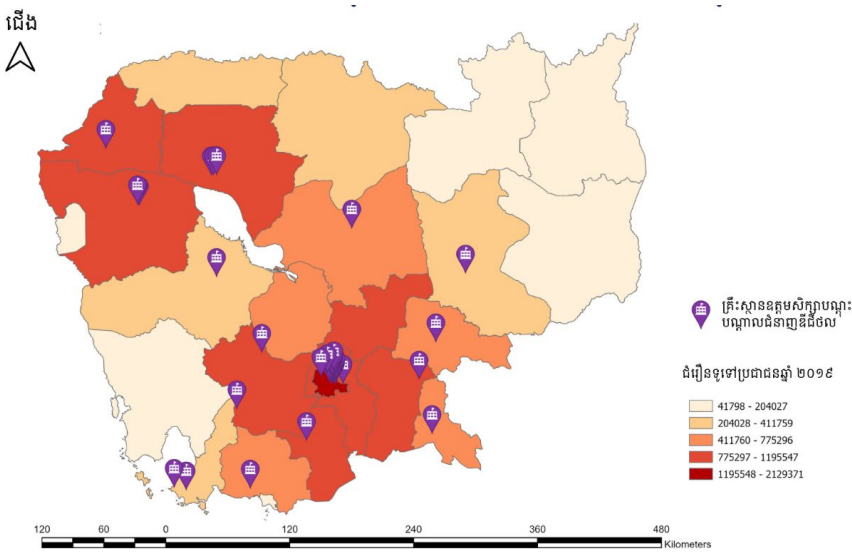 ជើង
គ្រឹះស្ថានឧត្តមសិក្សាបណ្ដុះ
បណ្ដាលជំនាញឌីជីថល
ជំរឿនទូទៅប្រជាជនឆ្នាំ ២០១៩
41798 - 204027
204028 - 411759
411760 - 775296
775297 - 1195547
1195548 - 2129371
120 60 0 120 240 360 480
Kilometers